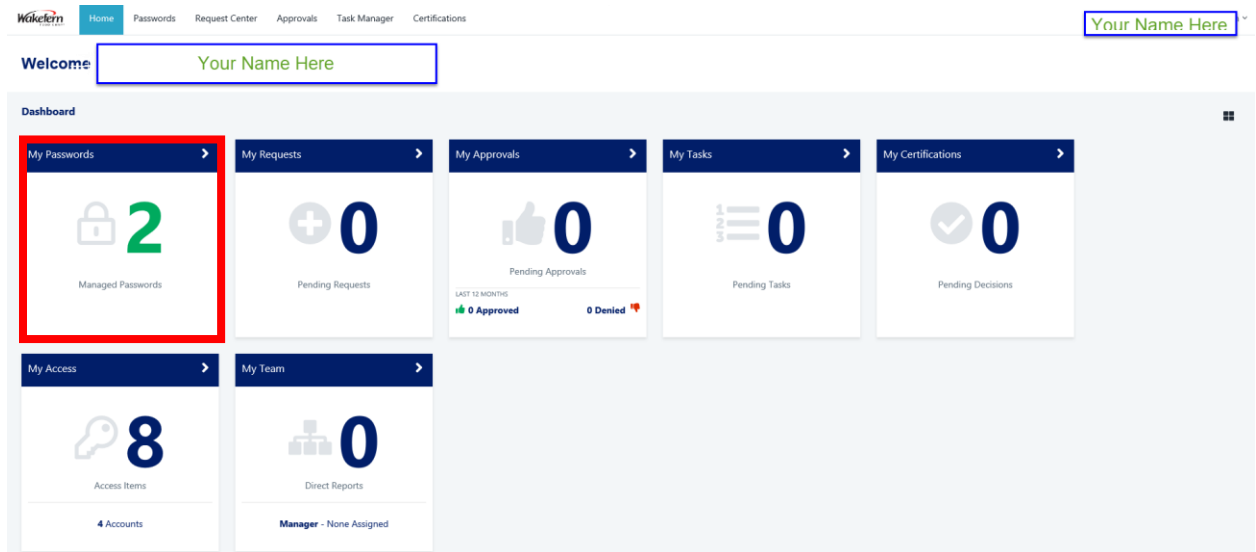 Wakefern Home Passwords Request Center Approvals Task Manager Certifications
Your Name Here
Welcome Your Name Here
Dashboard
My Passwords My Requests My Approvals My Tasks My Certifications
2 0 0 1 2 3 0 0
Managed Passwords Pending Requests Pending Approvals Pending Tasks Pending Decisions
LAST 12 MONTHS
0 Approved 0 Denied
My Access My Team
8 0
Access Items Direct Reports
4 Accounts Manager - None Assigned